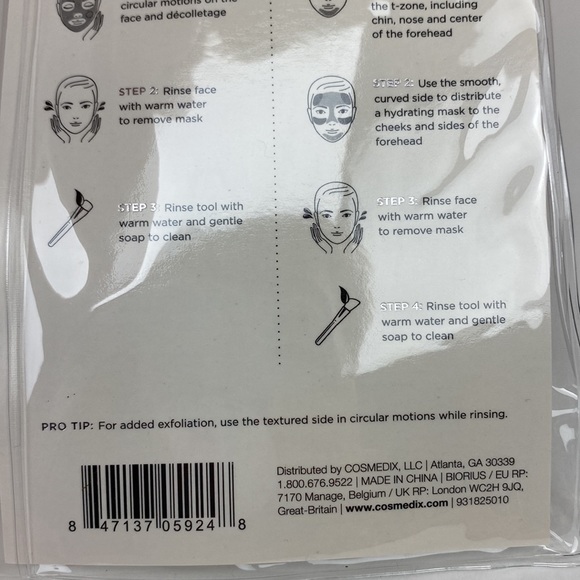 circular motions on the
face and décolletage
STEP 2: Rinse face
with warm water
to remove mask
STEP 3: Rinse tool with
warm water and gentle
soap to clean
the t-zone, including
chin, nose and center
of the forehead
STEP 2: Use the smooth,
curved side to distribute
a hydrating mask to the
cheeks and sides of the
forehead
STEP 3: Rinse face
with warm water
to remove mask
STEP 4: Rinse tool with
warm water and gentle
soap to clean
PRO TIP: For added exfoliation, use the textured side in circular motions while rinsing.
8 47137 05924 8
Distributed by COSMEDIX, LLC | Atlanta, GA 30339
1.800.676.9522 | MADE IN CHINA | BIORIUS / EU RP:
7170 Manage, Belgium / UK RP: London WC2H 9JQ,
Great-Britain | www.cosmedix.com | 931825010